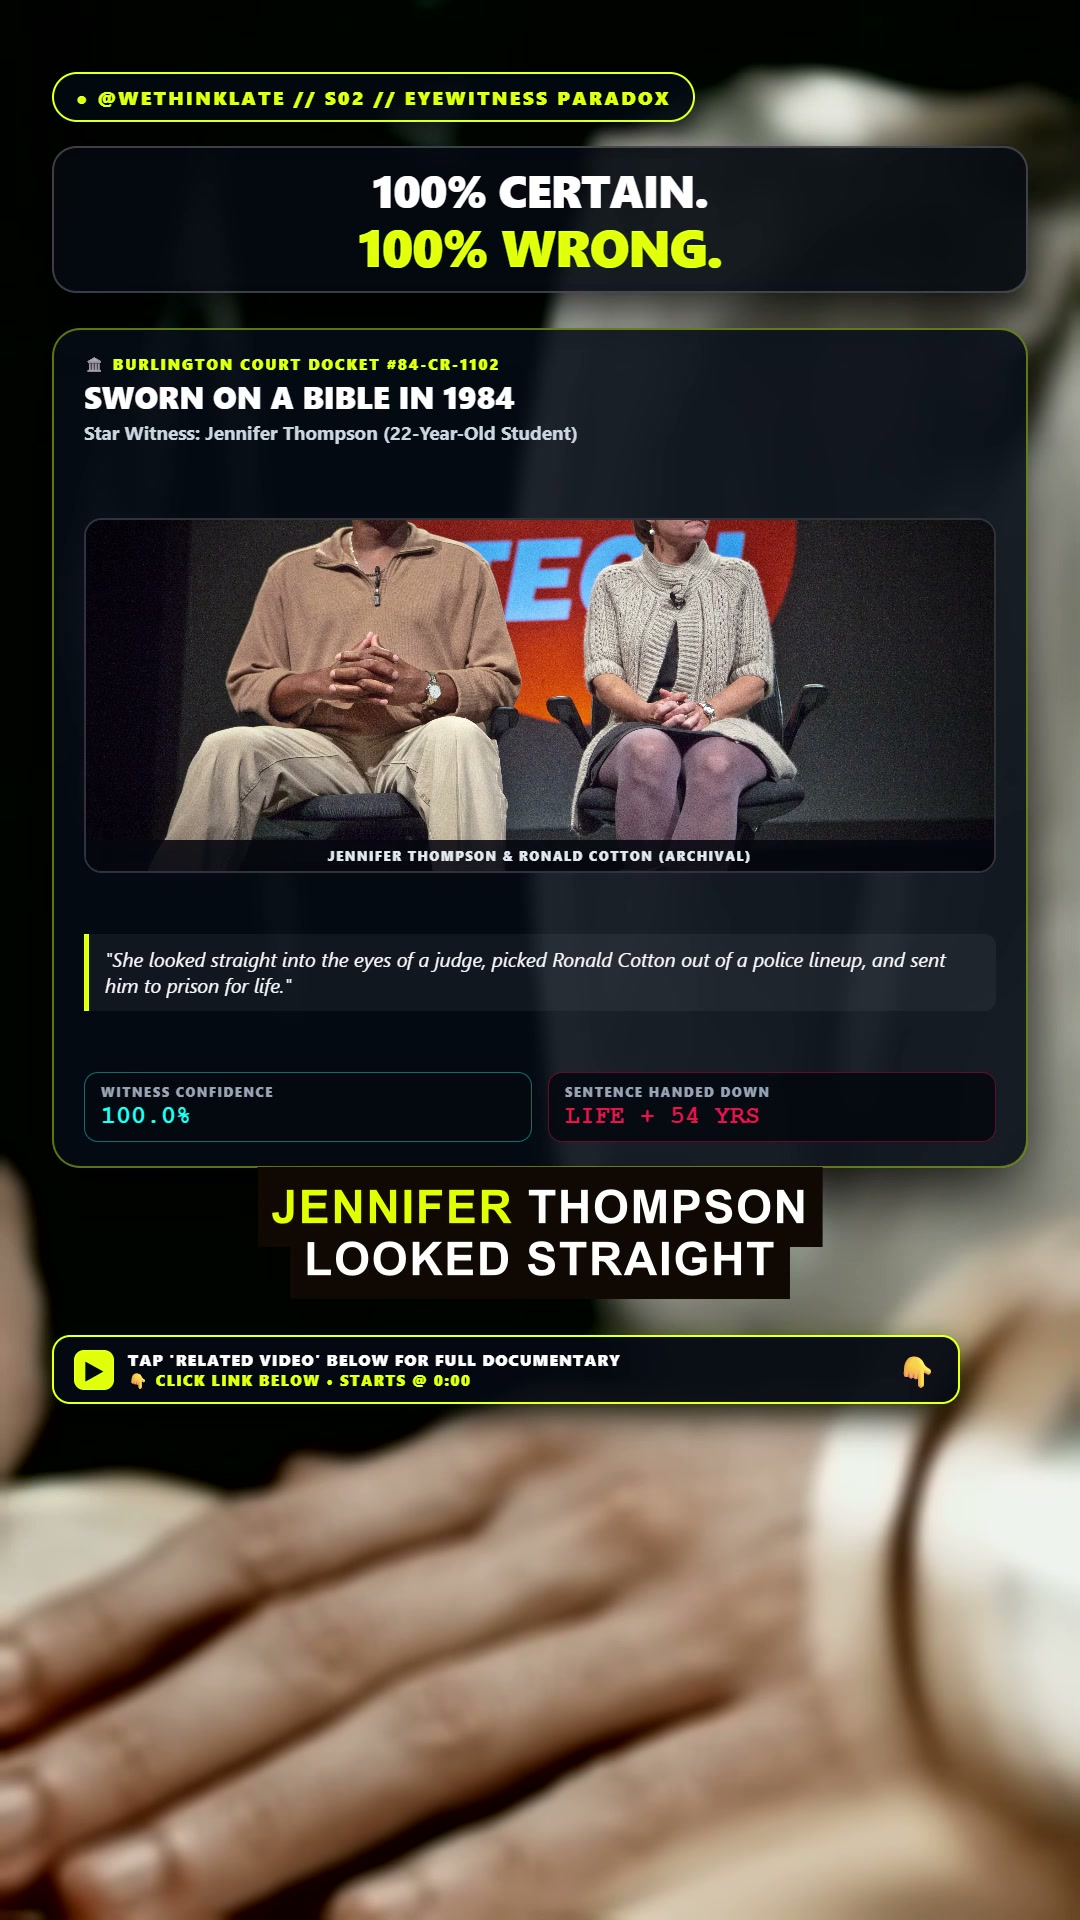 • @WETHINKLATE // S02 // EYEWITNESS PARADOX
100% CERTAIN.
100% WRONG.
🏛 BURLINGTON COURT DOCKET #84-CR-1102
SWORN ON A BIBLE IN 1984
Star Witness: Jennifer Thompson (22-Year-Old Student)
TEC
JENNIFER THOMPSON & RONALD COTTON (ARCHIVAL)
"She looked straight into the eyes of a judge, picked Ronald Cotton out of a police lineup, and sent
him to prison for life."
WITNESS CONFIDENCE
100.0%
SENTENCE HANDED DOWN
LIFE + 54 YRS
JENNIFER THOMPSON
LOOKED STRAIGHT
TAP 'RELATED VIDEO' BELOW FOR FULL DOCUMENTARY
👇 CLICK LINK BELOW • STARTS @ 0:00 👇